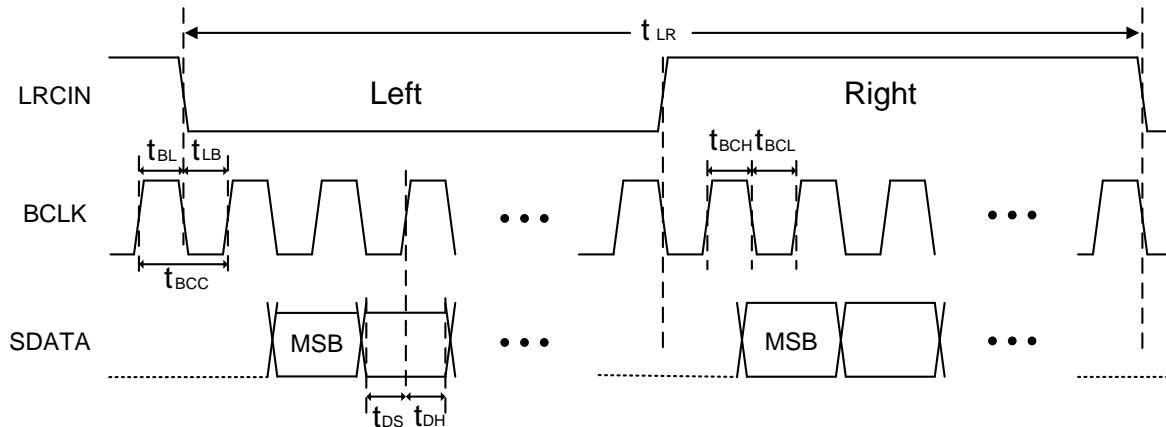 t LR
LRCIN
Left
Right
tBL
tLB
tBCH
tBCL
BCLK
•••
•••
tBCC
SDATA
MSB
•••
MSB
•••
tDS
tDH